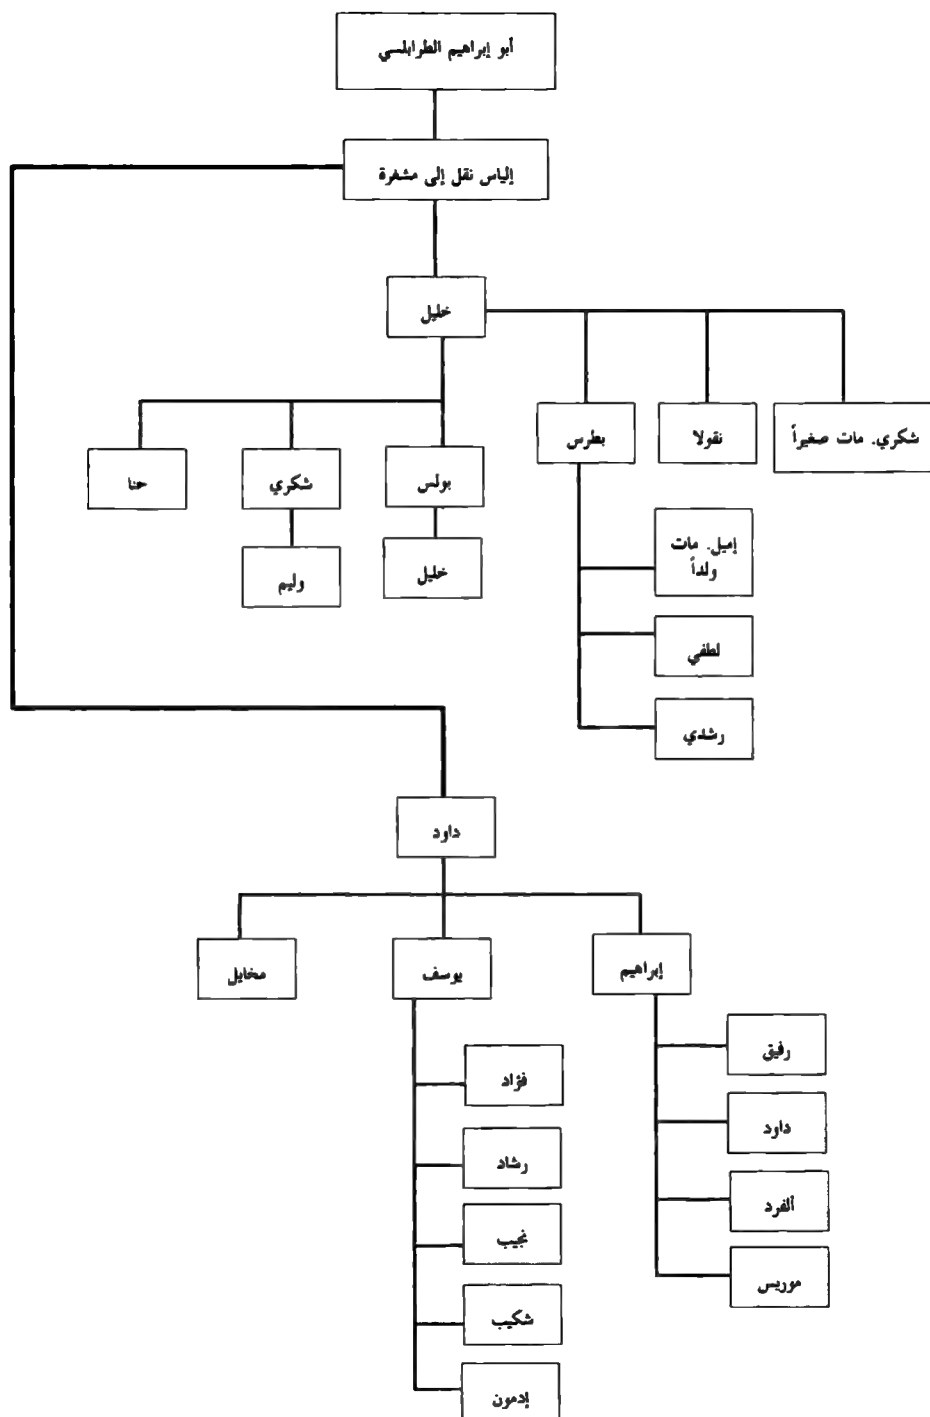 أبو إبراهيم الطرابلسي
إلياس نقل إلى مشغرة
خليل
شكري. مات صغيراً
نقولا
بطرس
بولس
شكري
حنا
إميل. مات
ولداً
خليل
وليم
لطفي
رشدي
داود
إبراهيم
يوسف
مخايل
رفيق
فؤاد
داود
رشاد
ألفرد
نجيب
موريس
شكيب
إدمون